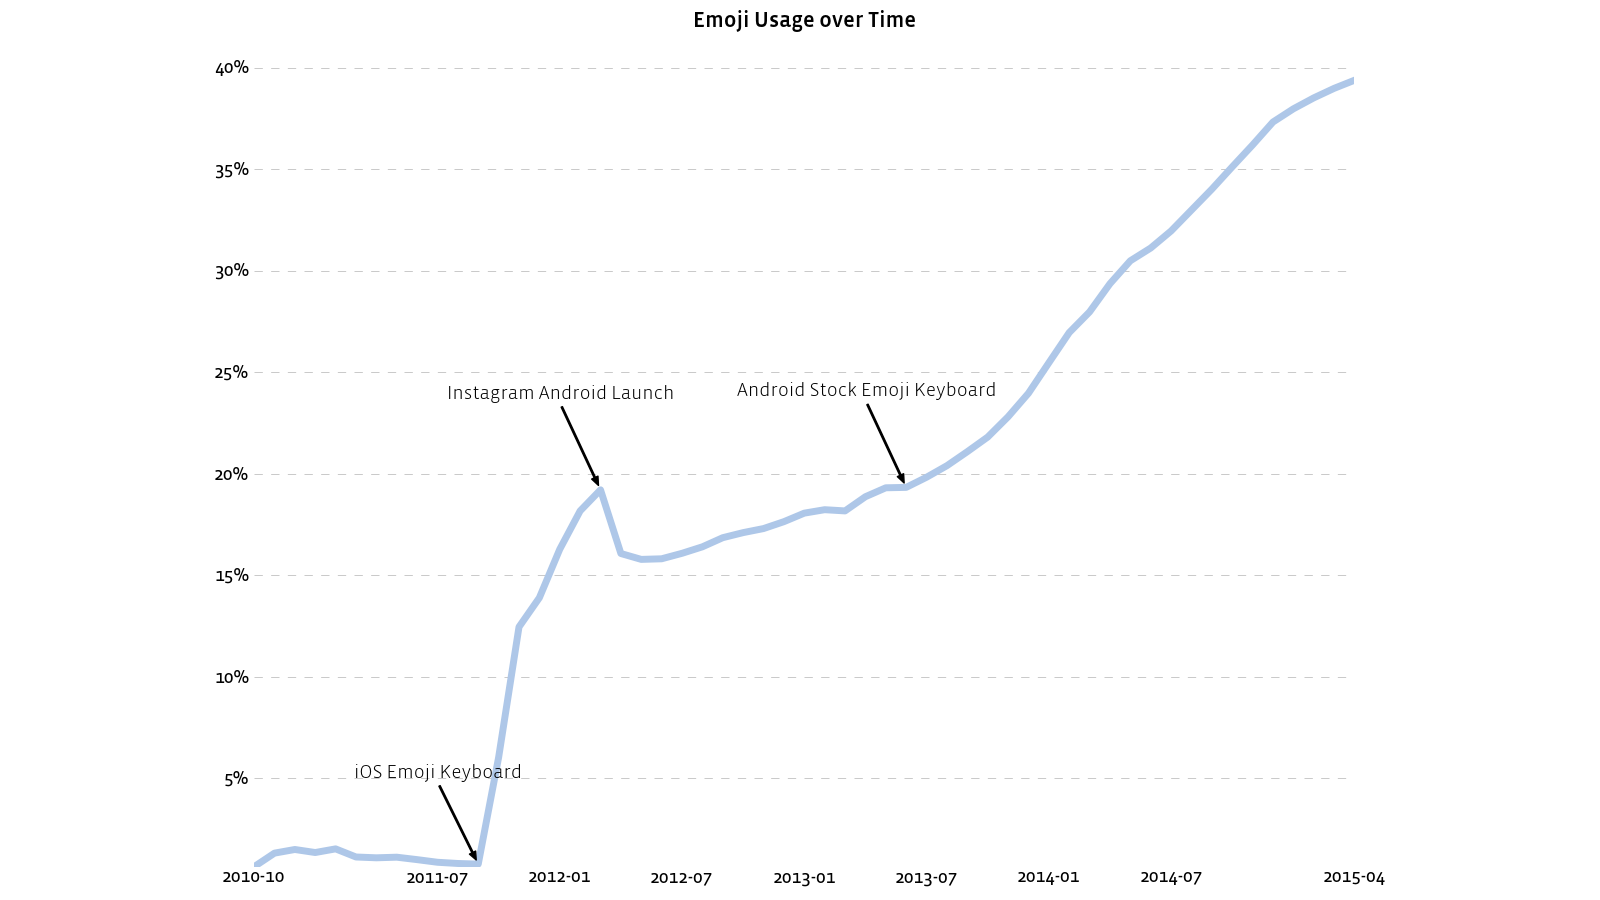 Emoji Usage over Time
40%
35%
30%
25%
Instagram Android Launch
Android Stock Emoji Keyboard
20%
15%
10%
iOS Emoji Keyboard
5%
2010-10 2011-07 2012-01 2012-07 2013-01 2013-07 2014-01 2014-07 2015-04